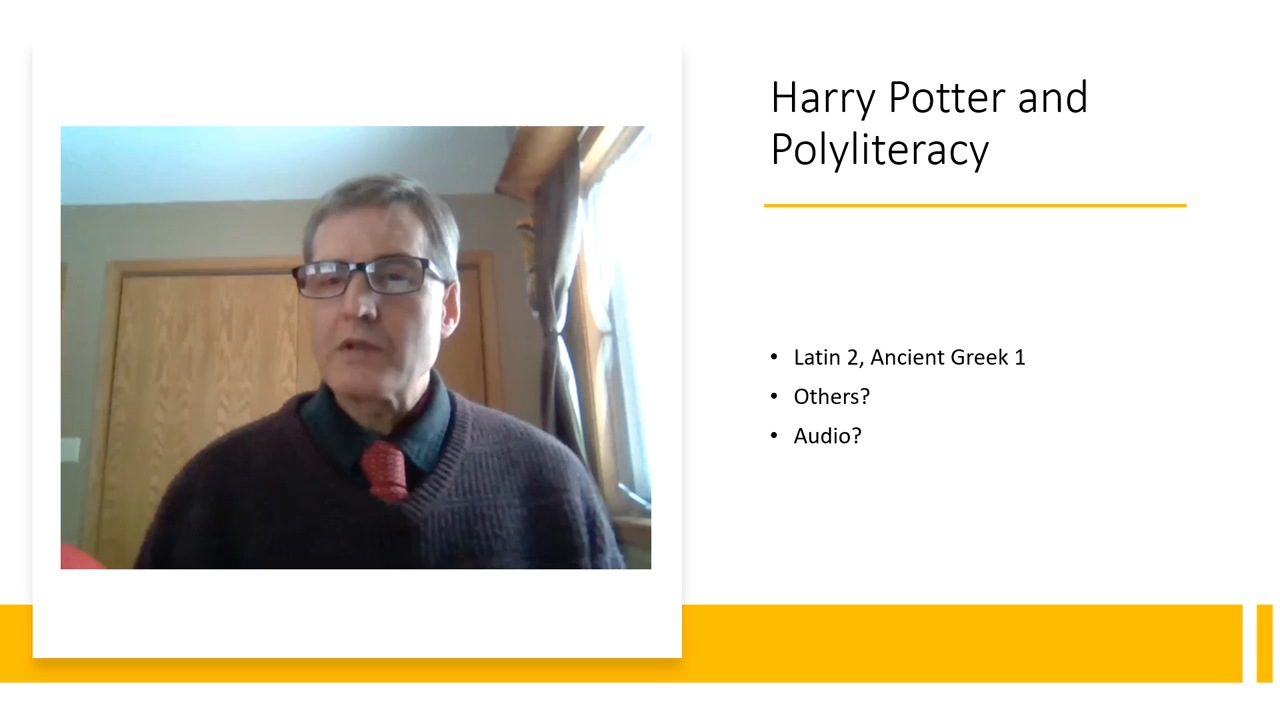 Harry Potter and
Polyliteracy
• Latin 2, Ancient Greek 1
• Others?
• Audio?